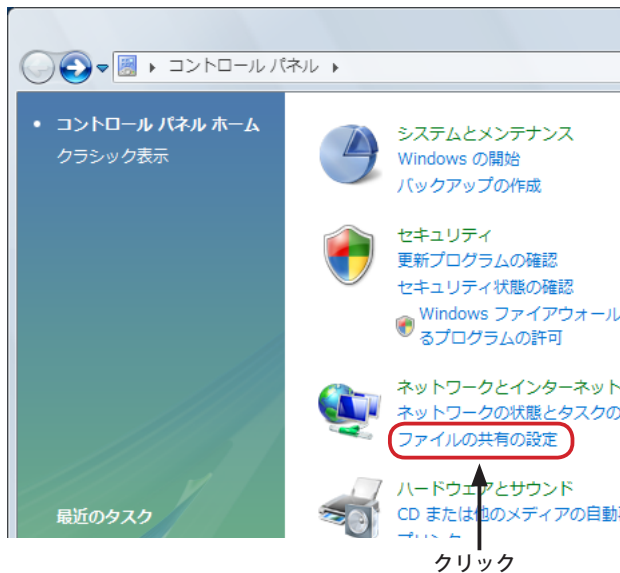 コントロール パネル
コントロール パネル ホーム
クラシック表示
システムとメンテナンス
Windows の開始
バックアップの作成
セキュリティ
更新プログラムの確認
セキュリティ状態の確認
Windows ファイアウォール
るプログラムの許可
ネットワークとインターネット
ネットワークの状態とタスクの
ファイルの共有の設定
ハードウェアとサウンド
CD または他のメディアの自動
最近のタスク
クリック